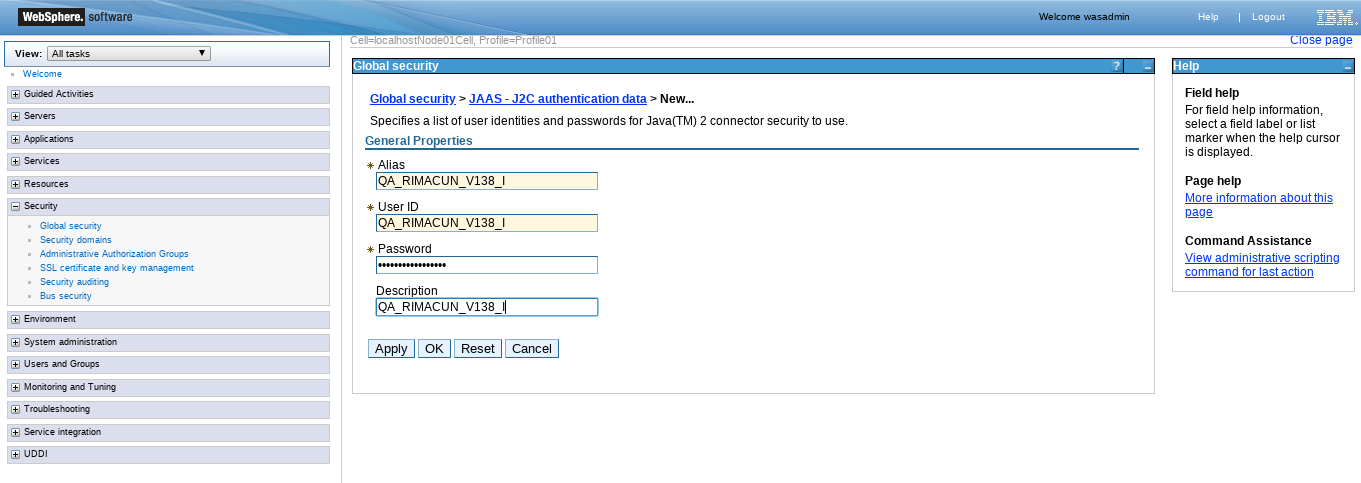 WebSphere. software
Welcome wasadmin
Help | Logout
IBM.
View: All tasks
Welcome
Guided Activities
Servers
Applications
Services
Resources
Security
Global security
Security domains
Administrative Authorization Groups
SSL certificate and key management
Security auditing
Bus security
Environment
System administration
Users and Groups
Monitoring and Tuning
Troubleshooting
Service integration
UDDI
Cell=localhostNode01Cell, Profile=Profile01
Close page
Global security
?
Global security > JAAS - J2C authentication data > New...
Specifies a list of user identities and passwords for Java(TM) 2 connector security to use.
General Properties
Alias
QA_RIMACUN_V138_I
User ID
QA_RIMACUN_V138_I
Password
•••••••••••••••••
Description
QA_RIMACUN_V138_I
Apply OK Reset Cancel
Help
Field help
For field help information,
select a field label or list
marker when the help cursor
is displayed.
Page help
More information about this
page
Command Assistance
View administrative scripting
command for last action